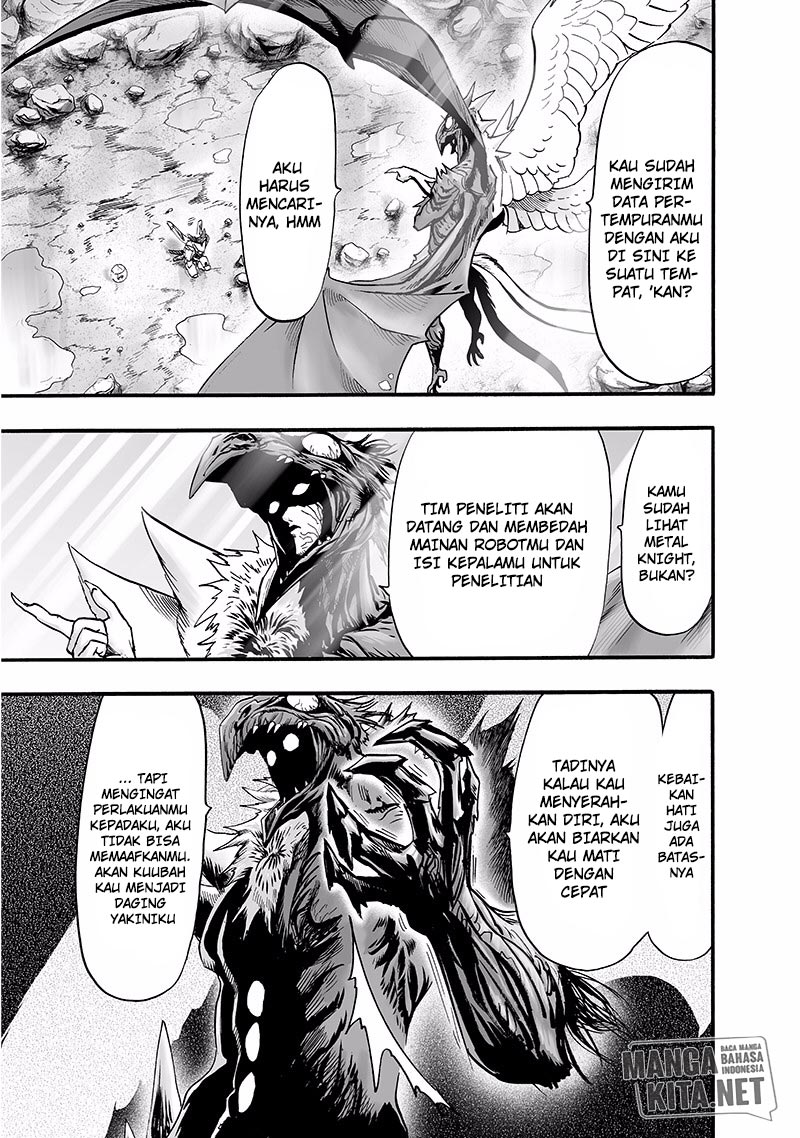 KAU SUDAH
MENGIRIM
DATA PER-
TEMPURANMU
DENGAN AKU
DI SINI KE
SUATU TEM-
PAT, 'KAN?
AKU
HARUS
MENCARI-
NYA, HMM
KAMU
SUDAH
LIHAT
METAL
KNIGHT,
BUKAN?
TIM PENELITI AKAN
DATANG DAN MEMBEDAH
MAINAN ROBOTMU DAN
ISI KEPALAMU UNTUK
PENELITIAN
KEBAI-
KAN
HATI
JUGA
ADA
BATAS-
NYA
TADINYA
KALAU KAU
MENYERAH-
KAN DIRI, AKU
AKAN BIARKAN
KAU MATI
DENGAN
CEPAT
... TAPI
MENGINGAT
PERLAKUANMU
KEPADAKU, AKU
TIDAK BISA
MEMAAFKANMU.
AKAN KUUBAH
KAU MENJADI
DAGING
YAKINIKU
MANGA
KITA.NET
BACA MANGA
BAHASA
INDONESIA